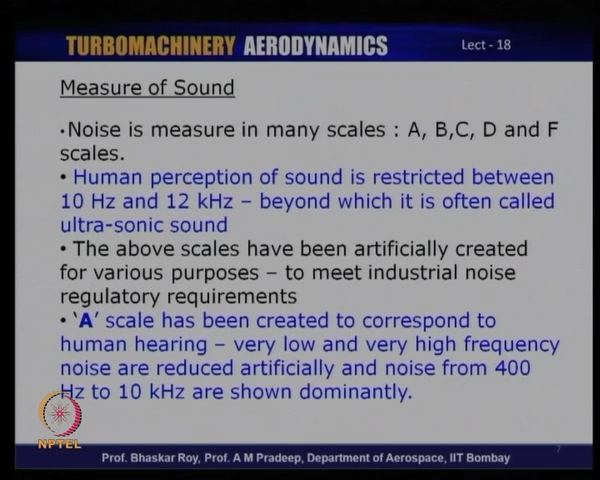 TURBOMACHINERY AERODYNAMICS
Lect - 18
Measure of Sound
•Noise is measure in many scales : A, B,C, D and F
scales.
• Human perception of sound is restricted between
10 Hz and 12 kHz – beyond which it is often called
ultra-sonic sound
• The above scales have been artificially created
for various purposes – to meet industrial noise
regulatory requirements
• ‘A’ scale has been created to correspond to
human hearing – very low and very high frequency
noise are reduced artificially and noise from 400
Hz to 10 kHz are shown dominantly.
NPTEL
7
Prof. Bhaskar Roy, Prof. A M Pradeep, Department of Aerospace, IIT Bombay